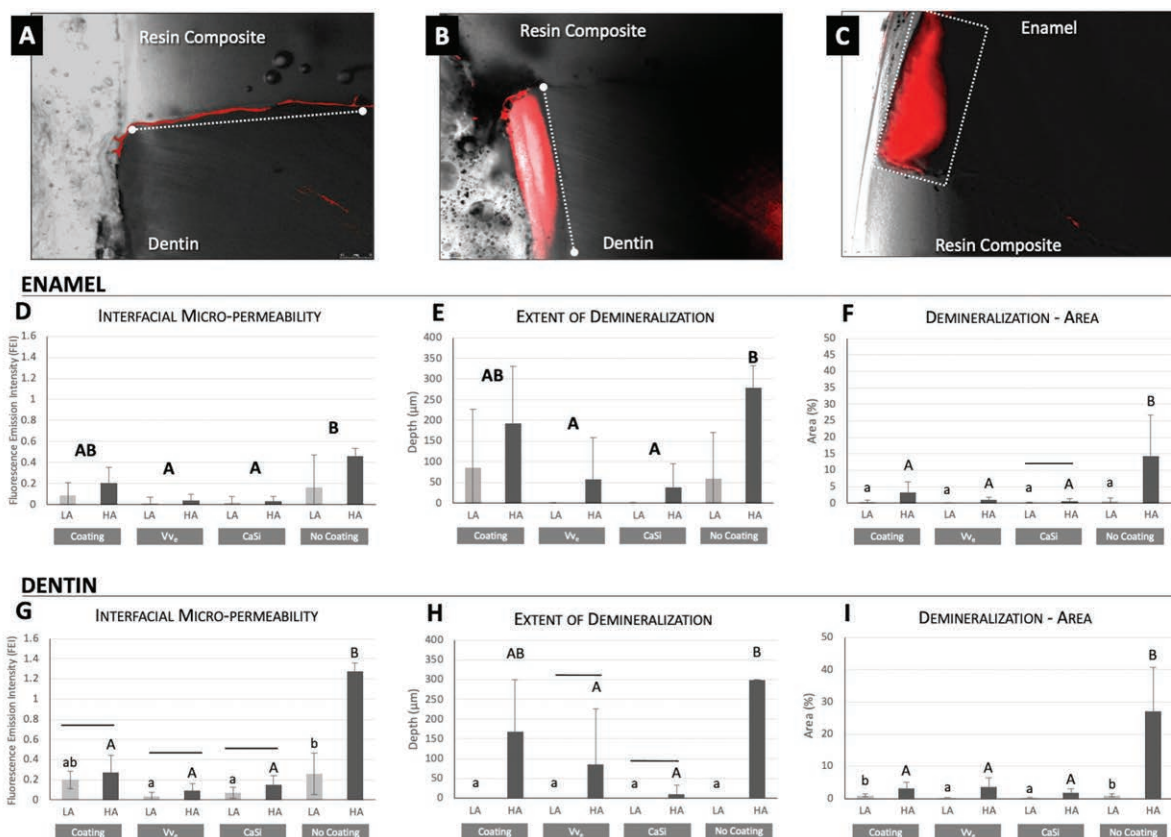 A
Resin Composite
Dentin
B
Resin Composite
Dentin
C
Enamel
Resin Composite
ENAMEL
D
INTERFACIAL MICRO-PERMEABILITY
Fluorescence Emission Intensity (FEI)
1.6
1.4
1.2
1
0.8
0.6
0.4
0.2
0
AB
A
A
B
LA HA LA HA LA HA LA HA
COATING VVe CASI NO COATING
E
EXTENT OF DEMINERALIZATION
Depth (µm)
400
350
300
250
200
150
100
50
0
AB
A
A
B
LA HA LA HA LA HA LA HA
COATING VVe CASI NO COATING
F
DEMINERALIZATION - AREA
Area (%)
50
45
40
35
30
25
20
15
10
5
0
a A a A a A a B
LA HA LA HA LA HA LA HA
COATING VVe CASI NO COATING
DENTIN
G
INTERFACIAL MICRO-PERMEABILITY
Fluorescence Emission Intensity (FEI)
1.6
1.4
1.2
1
0.8
0.6
0.4
0.2
0
ab A a A a A b B
LA HA LA HA LA HA LA HA
COATING VVe CASI NO COATING
H
EXTENT OF DEMINERALIZATION
Depth (µm)
400
350
300
250
200
150
100
50
0
a AB a A a A a B
LA HA LA HA LA HA LA HA
COATING VVe CASI NO COATING
I
DEMINERALIZATION - AREA
Area (%)
50
40
30
20
10
0
b A a A a A b B
LA HA LA HA LA HA LA HA
COATING VVe CASI NO COATING